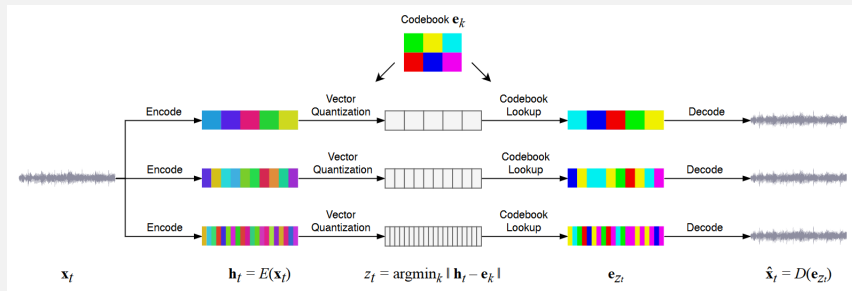 Codebook e_k
Encode
Vector
Quantization
Codebook
Lookup
Decode
Encode
Vector
Quantization
Codebook
Lookup
Decode
Encode
Vector
Quantization
Codebook
Lookup
Decode
x_t
h_t = E(x_t)
z_t = argmin_k ‖ h_t – e_k ‖
e_{z_t}
x̂_t = D(e_{z_t})